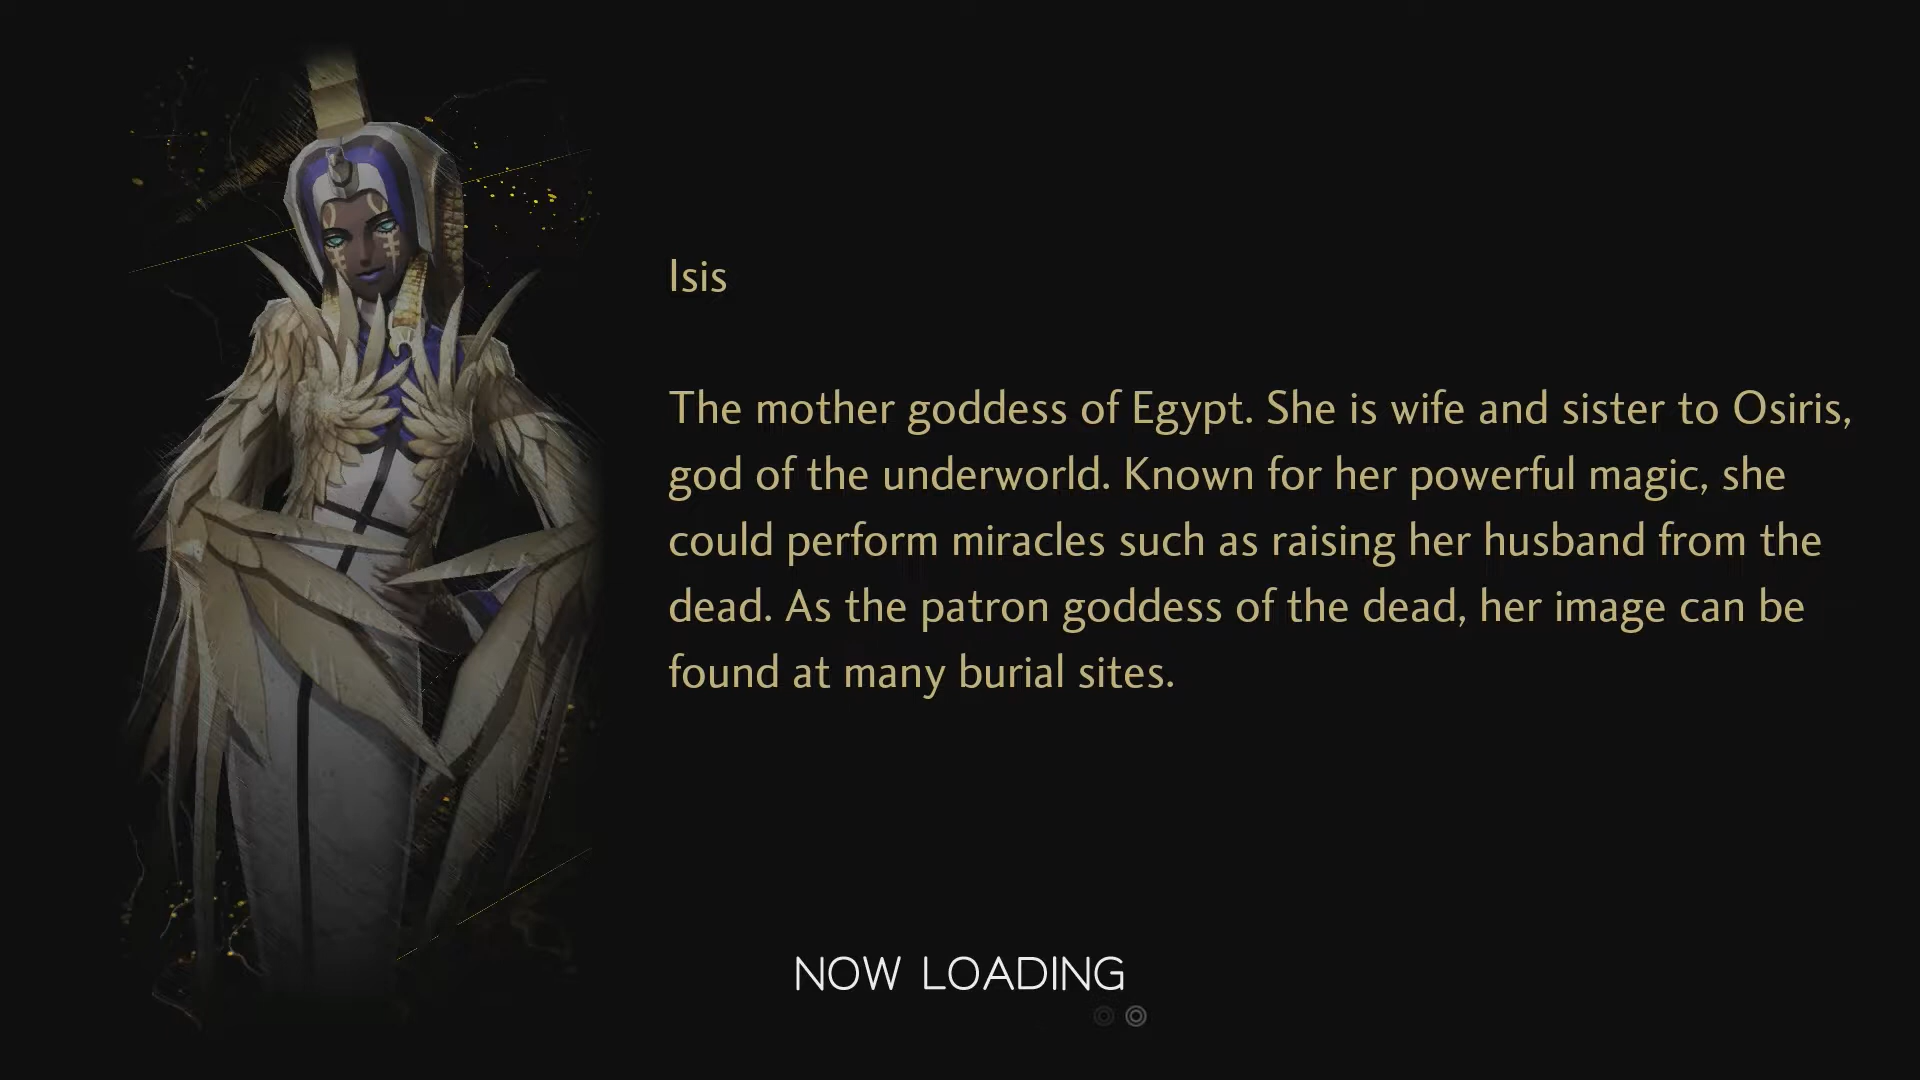 Isis
The mother goddess of Egypt. She is wife and sister to Osiris,
god of the underworld. Known for her powerful magic, she
could perform miracles such as raising her husband from the
dead. As the patron goddess of the dead, her image can be
found at many burial sites.
NOW LOADING